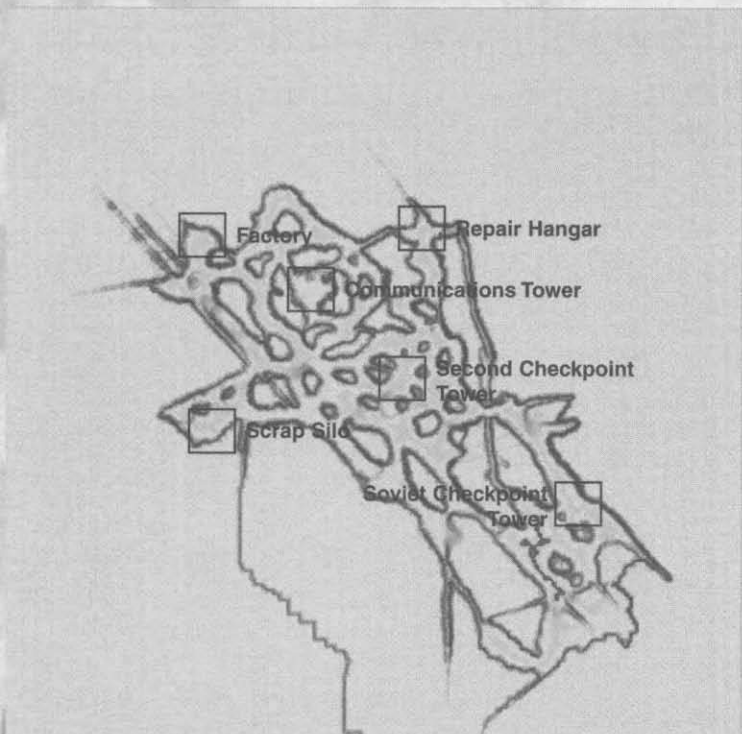 Repair Hangar
Factory
Communications Tower
Second Checkpoint
Tower
Scrap Silo
Soviet Checkpoint
Tower